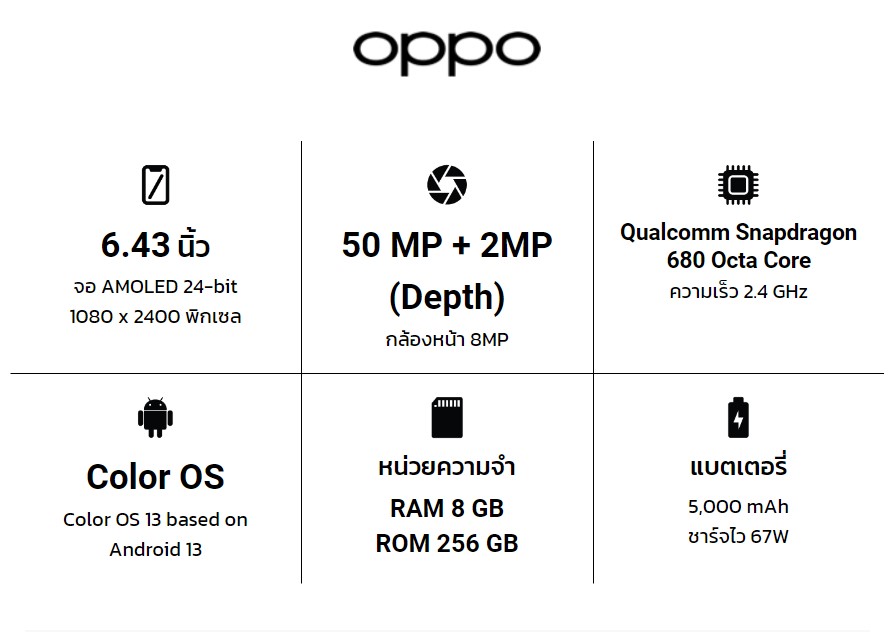 oppo
6.43 นิ้ว
จอ AMOLED 24-bit
1080 x 2400 พิกเซล
50 MP + 2MP
(Depth)
กล้องหน้า 8MP
Qualcomm Snapdragon
680 Octa Core
ความเร็ว 2.4 GHz
Color OS
Color OS 13 based on
Android 13
หน่วยความจำ
RAM 8 GB
ROM 256 GB
แบตเตอรี่
5,000 mAh
ชาร์จไว 67W